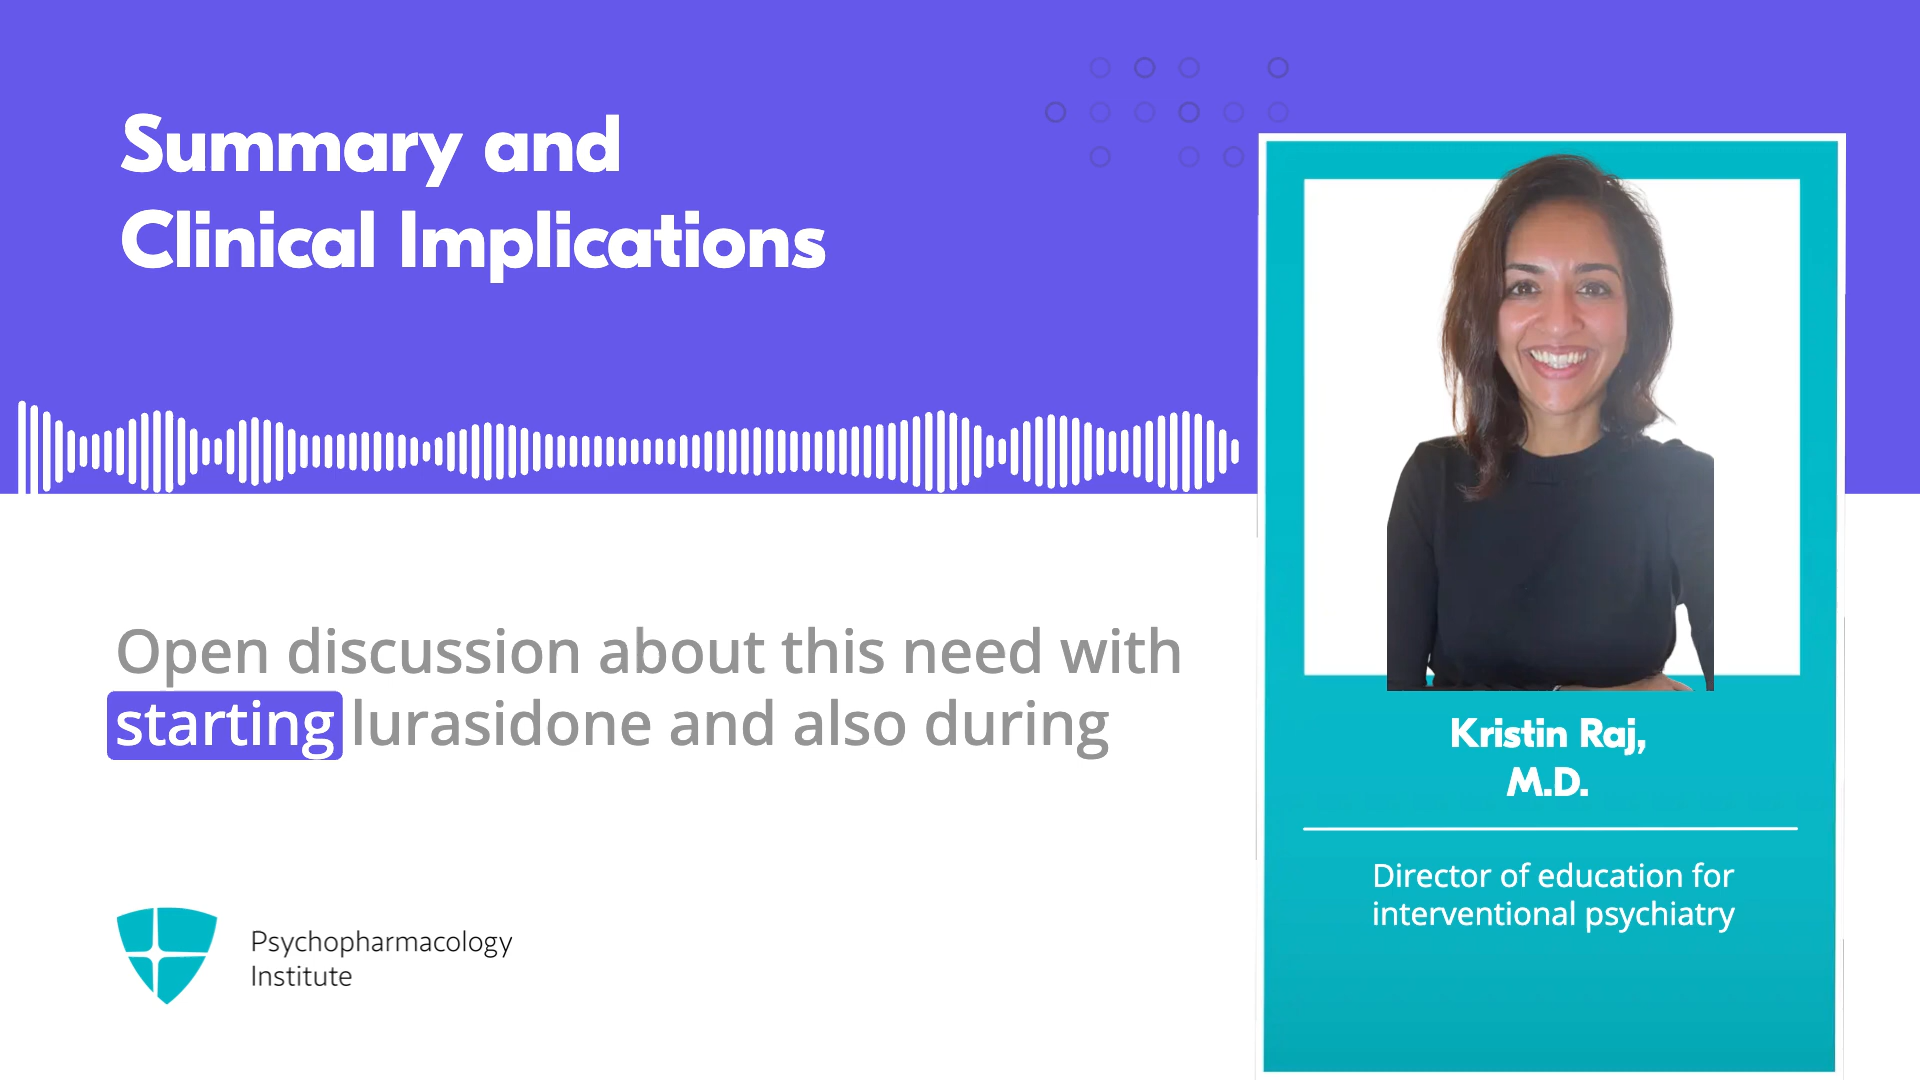 Summary and
Clinical Implications
Open discussion about this need with
starting lurasidone and also during
Psychopharmacology
Institute
Kristin Raj,
M.D.
Director of education for
interventional psychiatry